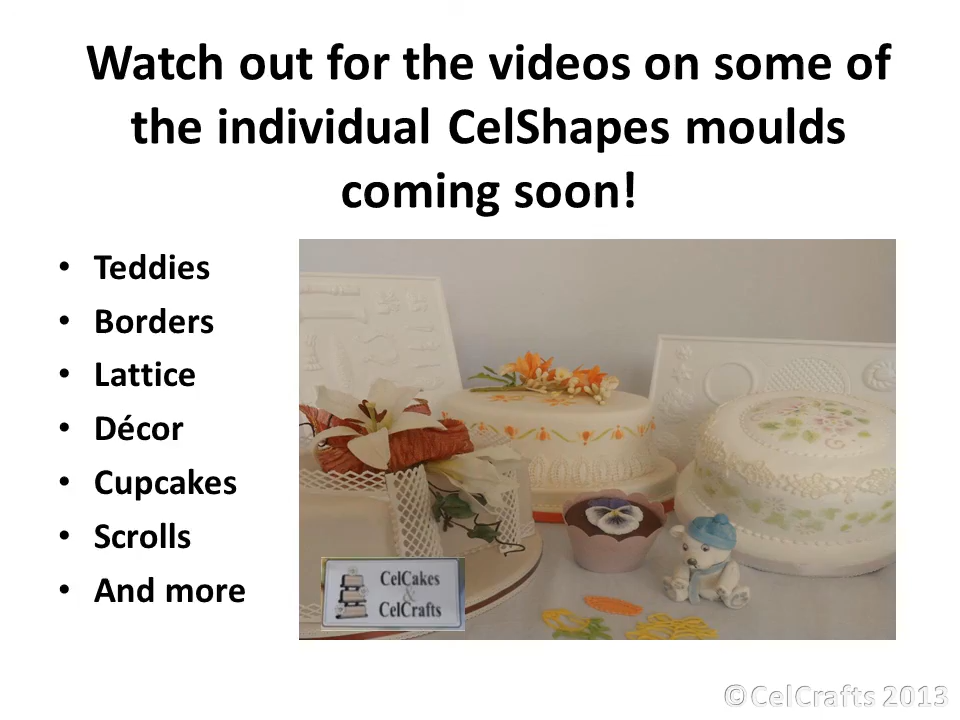 Watch out for the videos on some of
the individual CelShapes moulds
coming soon!
• Teddies
• Borders
• Lattice
• Décor
• Cupcakes
• Scrolls
• And more
CelCakes
&
CelCrafts
©CelCrafts 2013